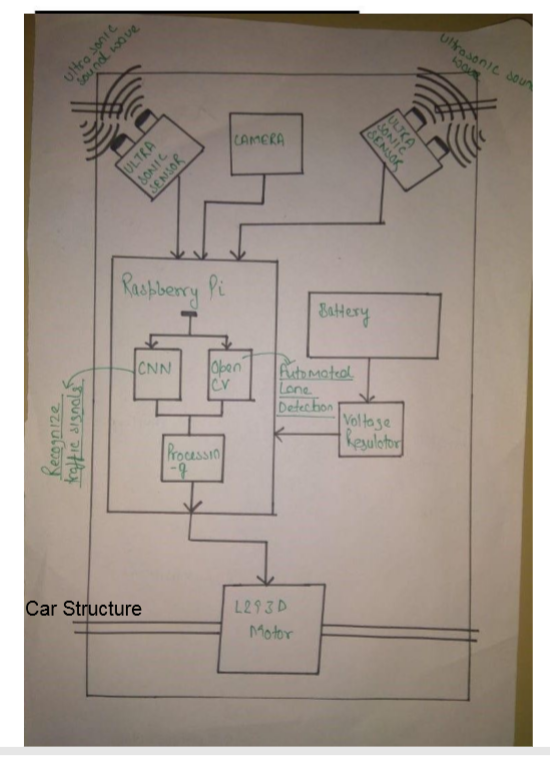 Ultrasonic
sound wave
Ultrasonic sound
wave
ULTRA
SONIC
SENSOR
CAMERA
ULTRA
SONIC
SENSOR
Raspberry Pi
Battery
CNN
Open
CV
Automated
Lane
Detection
Recognize
traffic signals
Voltage
Regulator
Processin
-g
Car Structure
L293D
Motor